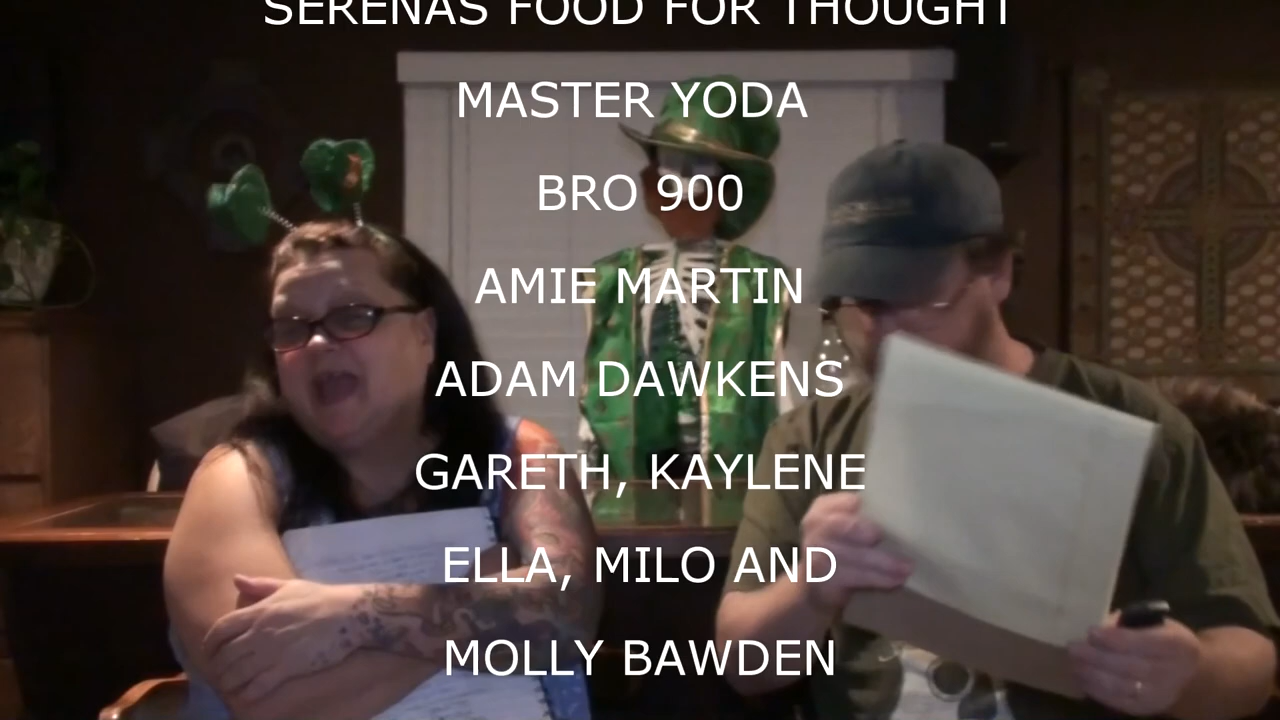 SERENAS FOOD FOR THOUGHT
MASTER YODA
BRO 900
AMIE MARTIN
ADAM DAWKENS
GARETH, KAYLENE
ELLA, MILO AND
MOLLY BAWDEN